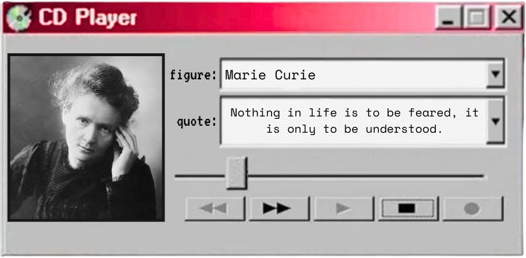 CD Player
figure: Marie Curie
quote: Nothing in life is to be feared, it
is only to be understood.